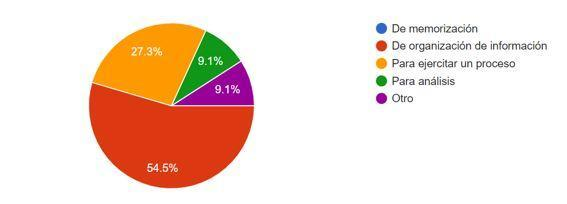 27.3%
9.1%
9.1%
54.5%
De memorización
De organización de información
Para ejercitar un proceso
Para análisis
Otro